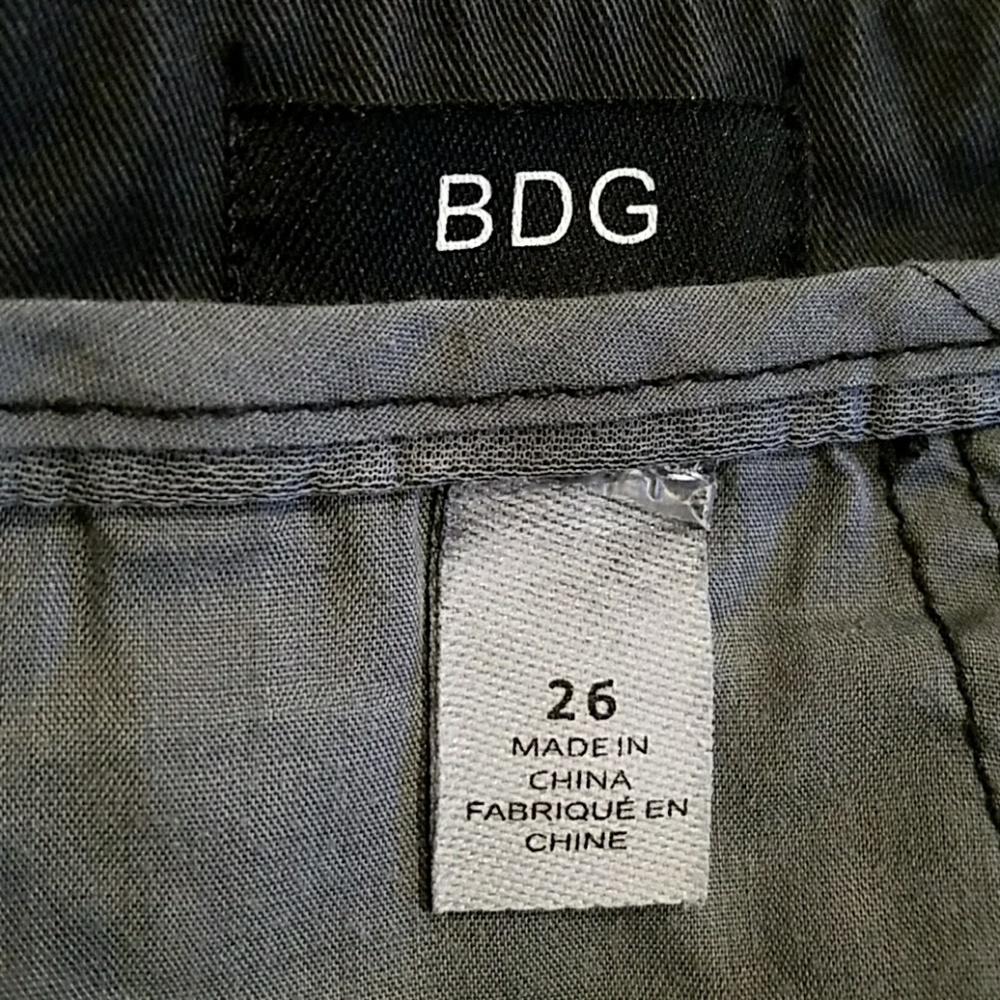 BDG
26
MADE IN
CHINA
FABRIQUÉ EN
CHINE